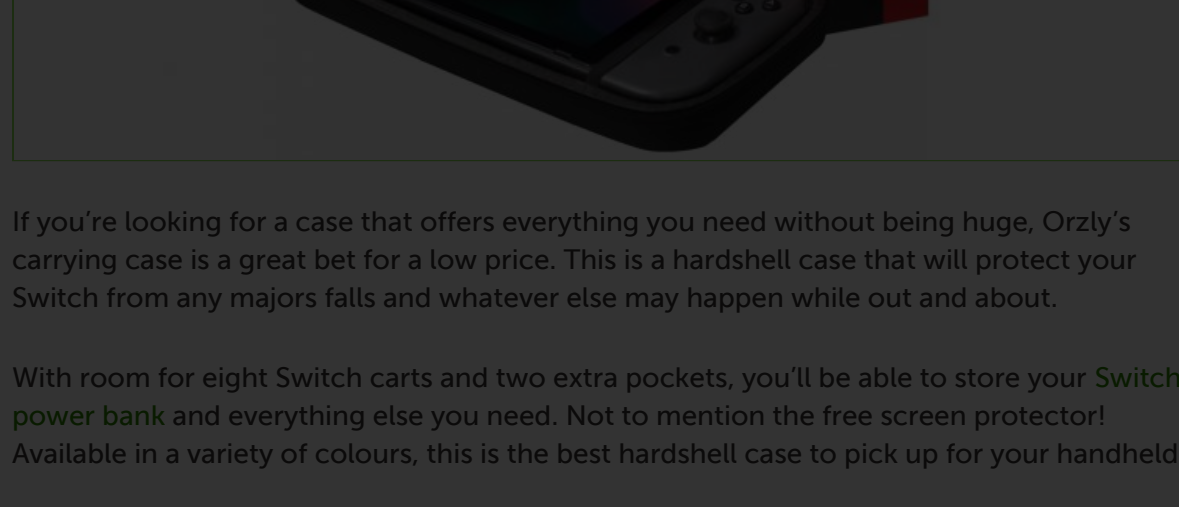 If you’re looking for a case that offers everything you need without being huge, Orzly’s
carrying case is a great bet for a low price. This is a hardshell case that will protect your
Switch from any majors falls and whatever else may happen while out and about.
With room for eight Switch carts and two extra pockets, you’ll be able to store your Switch
power bank and everything else you need. Not to mention the free screen protector!
Available in a variety of colours, this is the best hardshell case to pick up for your handheld